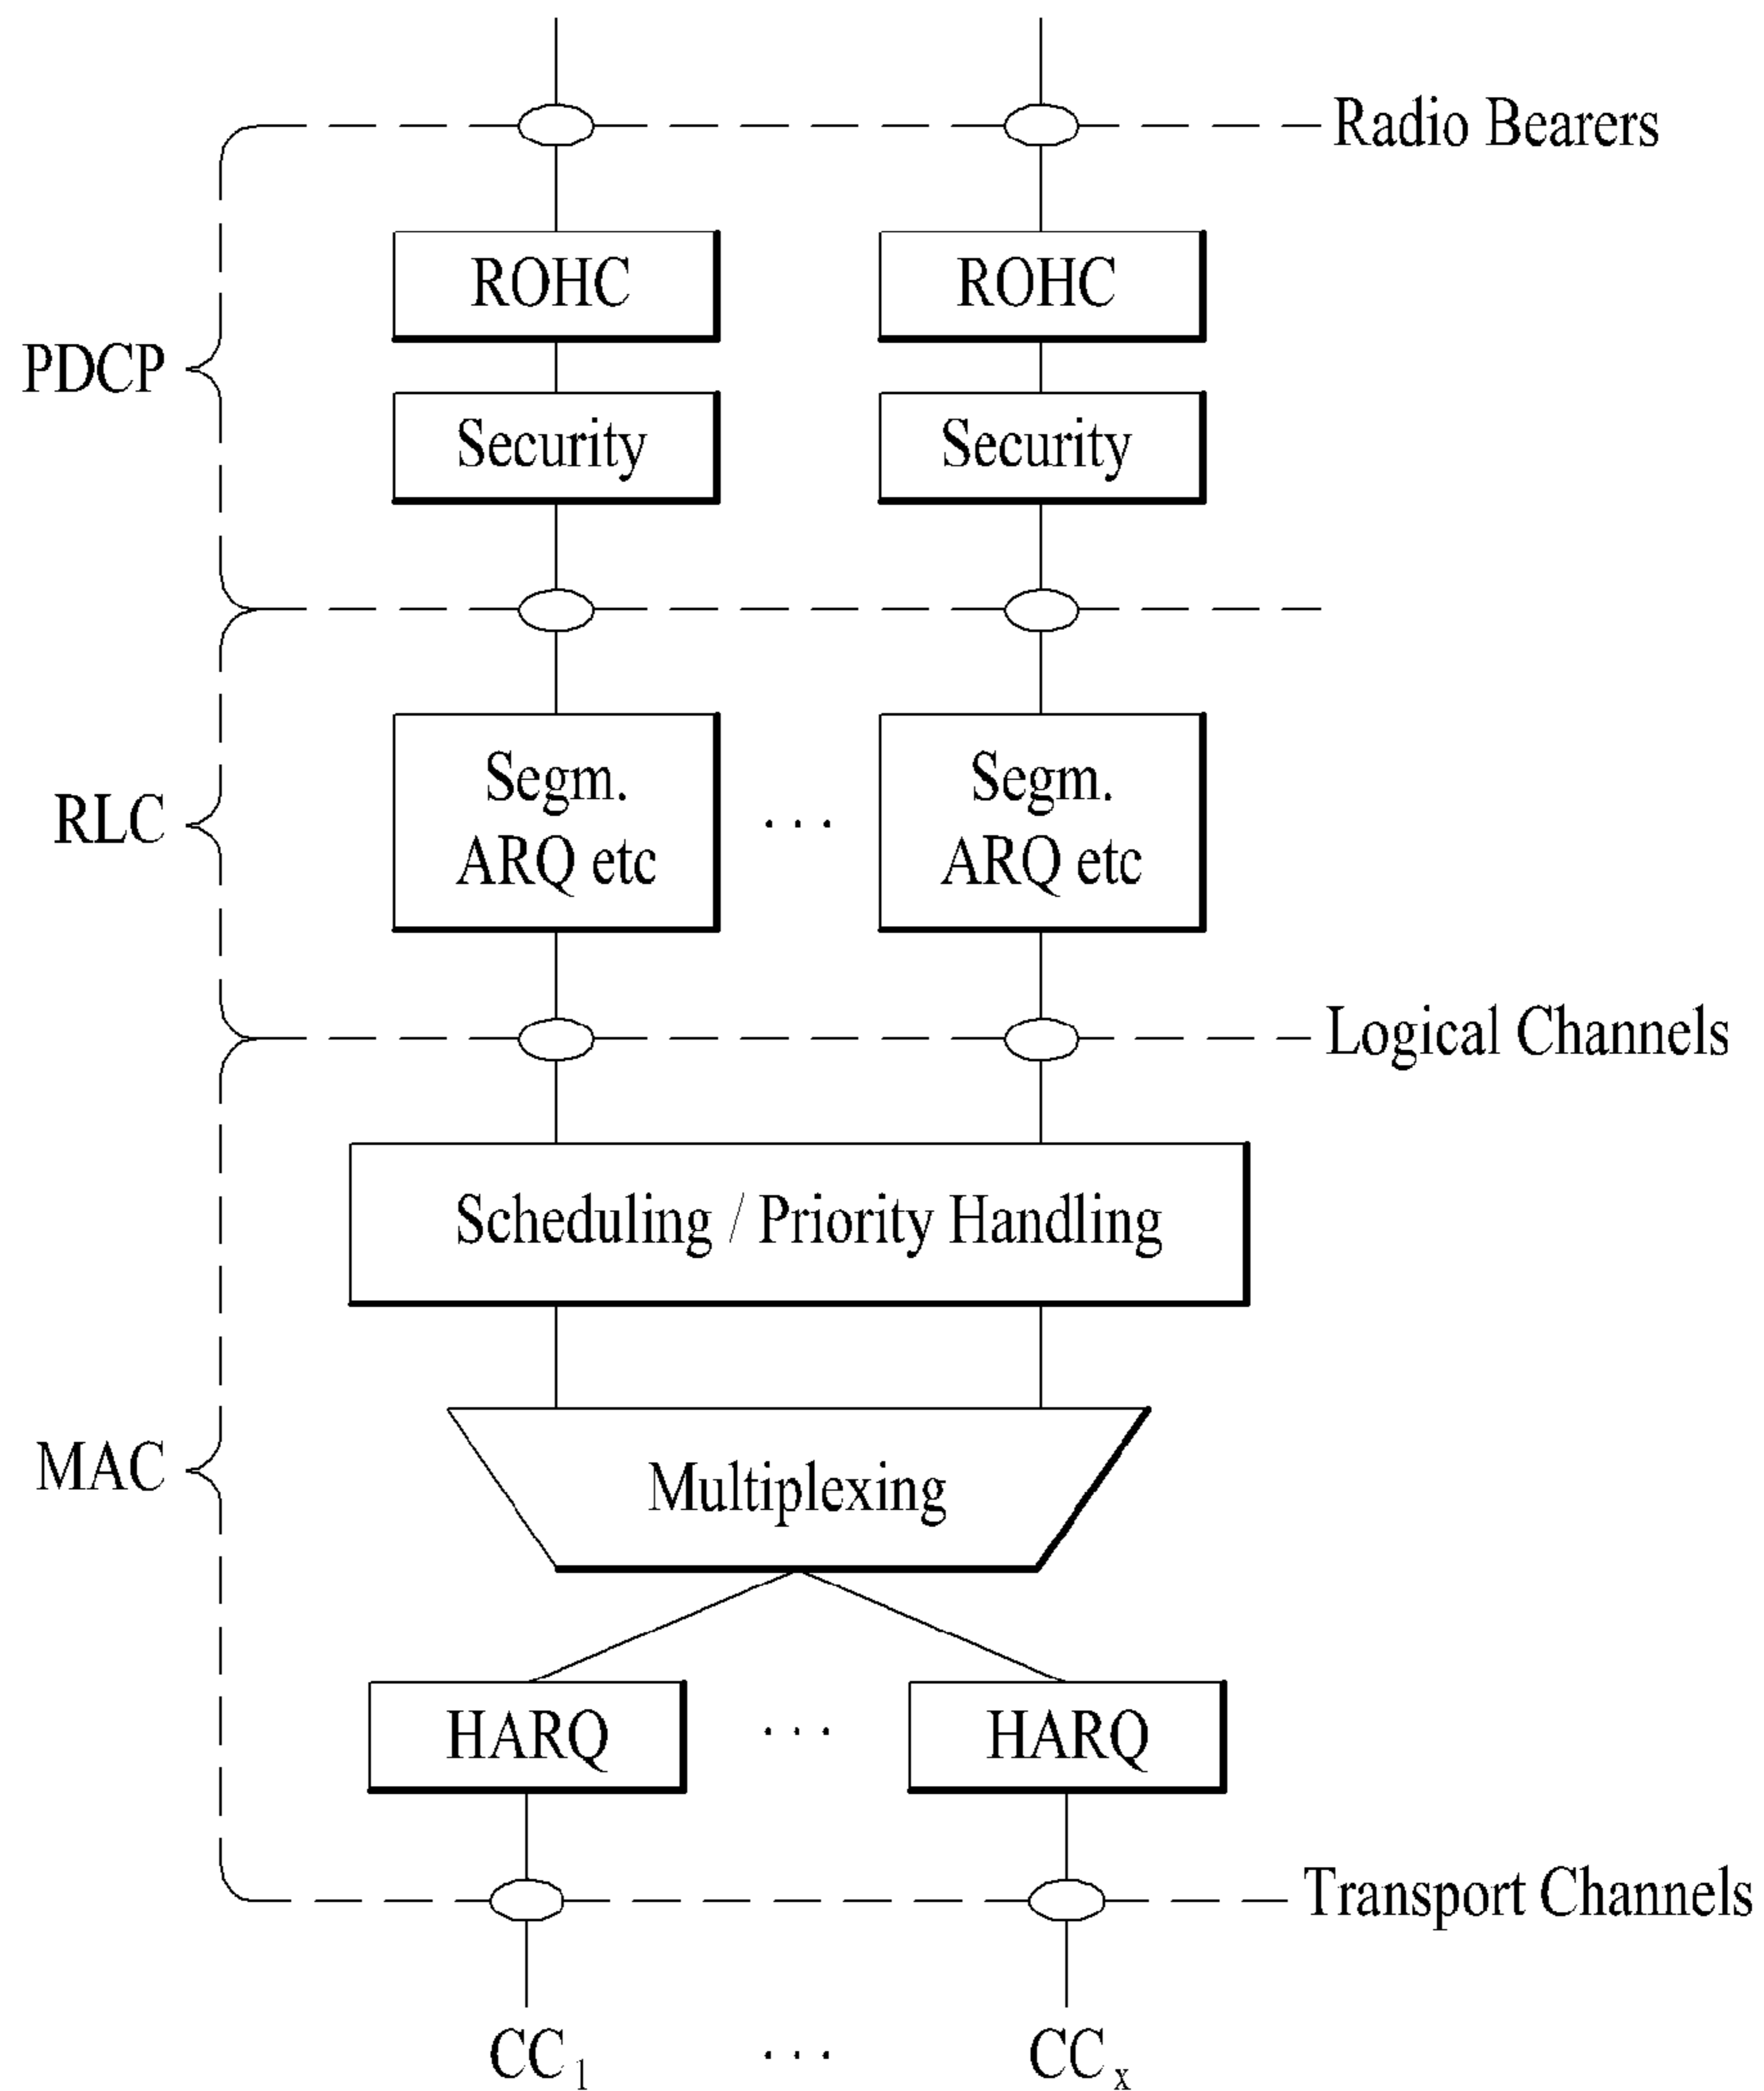 Radio Bearers
ROHC ROHC
PDCP
Security Security
Segm. Segm.
RLC
...
ARQ etc ARQ etc
Logical Channels
Scheduling / Priority Handling
MAC
Multiplexing
HARQ ... HARQ
Transport Channels
CC1 ... CCx